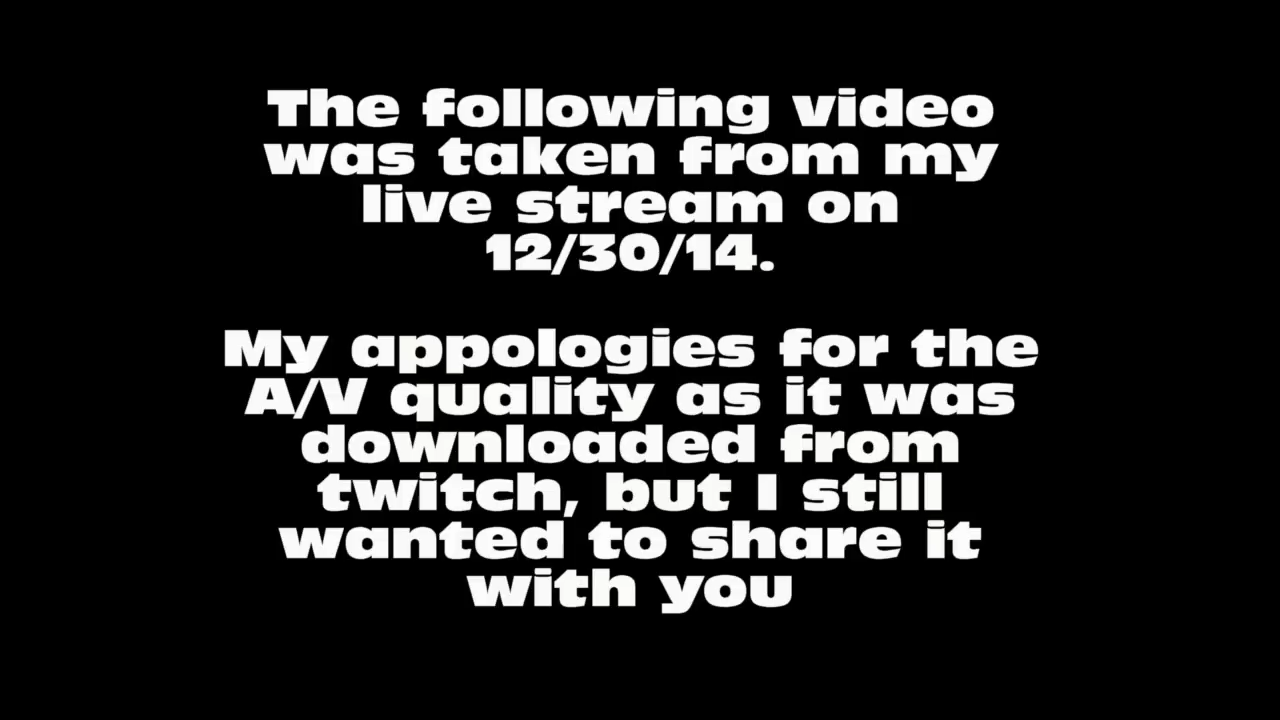 The following video
was taken from my
live stream on
12/30/14.
My appologies for the
A/V quality as it was
downloaded from
twitch, but I still
wanted to share it
with you